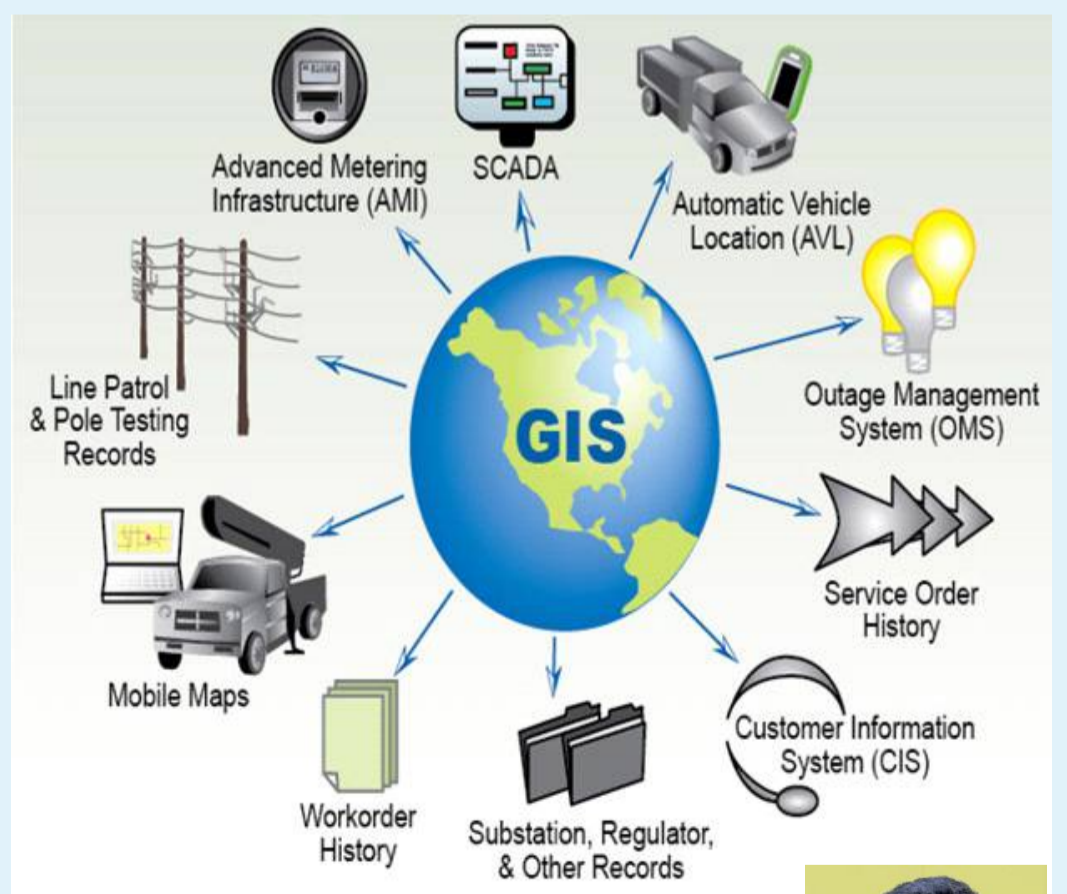 Advanced Metering
Infrastructure (AMI)
SCADA
Automatic Vehicle
Location (AVL)
Line Patrol
& Pole Testing
Records
GIS
Outage Management
System (OMS)
Service Order
History
Mobile Maps
Customer Information
System (CIS)
Workorder
History
Substation, Regulator,
& Other Records